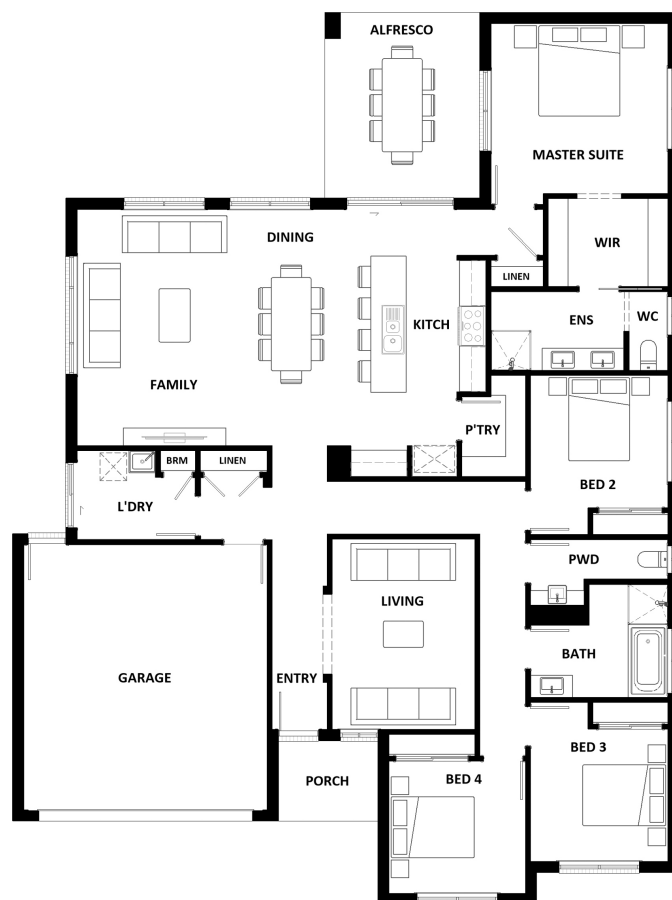 ALFRESCO
MASTER SUITE
DINING
WIR
LINEN
KITCH
ENS
WC
FAMILY
P'TRY
BRM
LINEN
BED 2
L'DRY
PWD
LIVING
BATH
GARAGE
ENTRY
BED 3
PORCH
BED 4